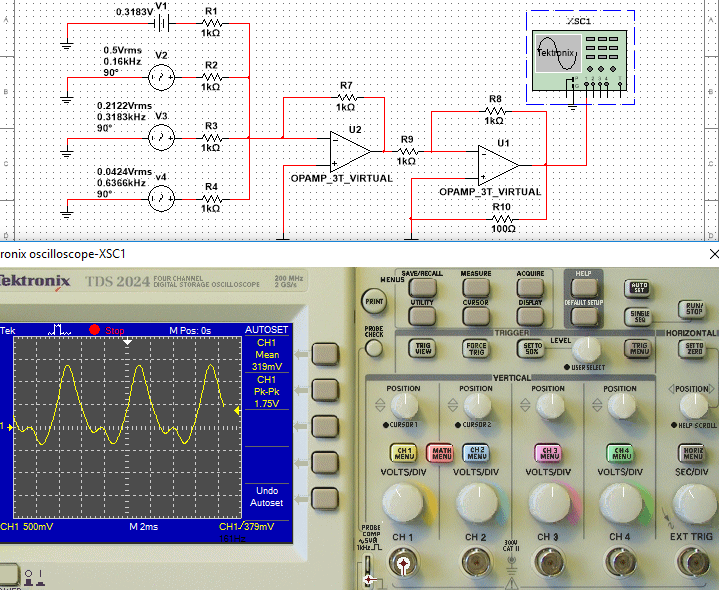 V1
0.3183V
R1
1kΩ
0.5Vrms
0.16kHz
90°
V2
R2
1kΩ
0.2122Vrms
0.3183kHz
90°
V3
R3
1kΩ
0.0424Vrms
0.6366kHz
90°
v4
R4
1kΩ
R7
1kΩ
U2
OPAMP_3T_VIRTUAL
R9
1kΩ
R8
1kΩ
U1
OPAMP_3T_VIRTUAL
R10
100Ω
XSC1
Tektronix
P
G
1 2 3 4 T
A
B
C
D
A
B
C
D
ronix oscilloscope-XSC1
Tektronix TDS 2024 FOUR CHANNEL DIGITAL STORAGE OSCILLOSCOPE 200 MHz 2 GS/s
Tek Stop M Pos: 0s AUTOSET
CH1
Mean
319mV
CH1
Pk-Pk
1.75V
Undo
Autoset
1
CH1 500mV M 2ms CH1 / 379mV
MENUS
SAVE/RECALL MEASURE ACQUIRE HELP AUTO SET
PRINT UTILITY CURSOR DISPLAY DEFAULT SETUP SINGLE SEQ RUN/STOP
PROBE CHECK
TRIGGER
HORIZONTAL
TRIG VIEW FORCE TRIG SET TO 50% LEVEL TRIG MENU SET TO ZERO
USER SELECT
VERTICAL
POSITION POSITION POSITION POSITION POSITION
CURSOR 1 CURSOR 2 HELP SCROLL
CH 1 MENU MATH MENU CH 2 MENU CH 3 MENU CH 4 MENU HORIZ MENU
VOLTS/DIV VOLTS/DIV VOLTS/DIV VOLTS/DIV SEC/DIV
PROBE COMP
~5V
1kHz
CH 1 CH 2 CH 3 CH 4 EXT TRIG
300V
CAT II